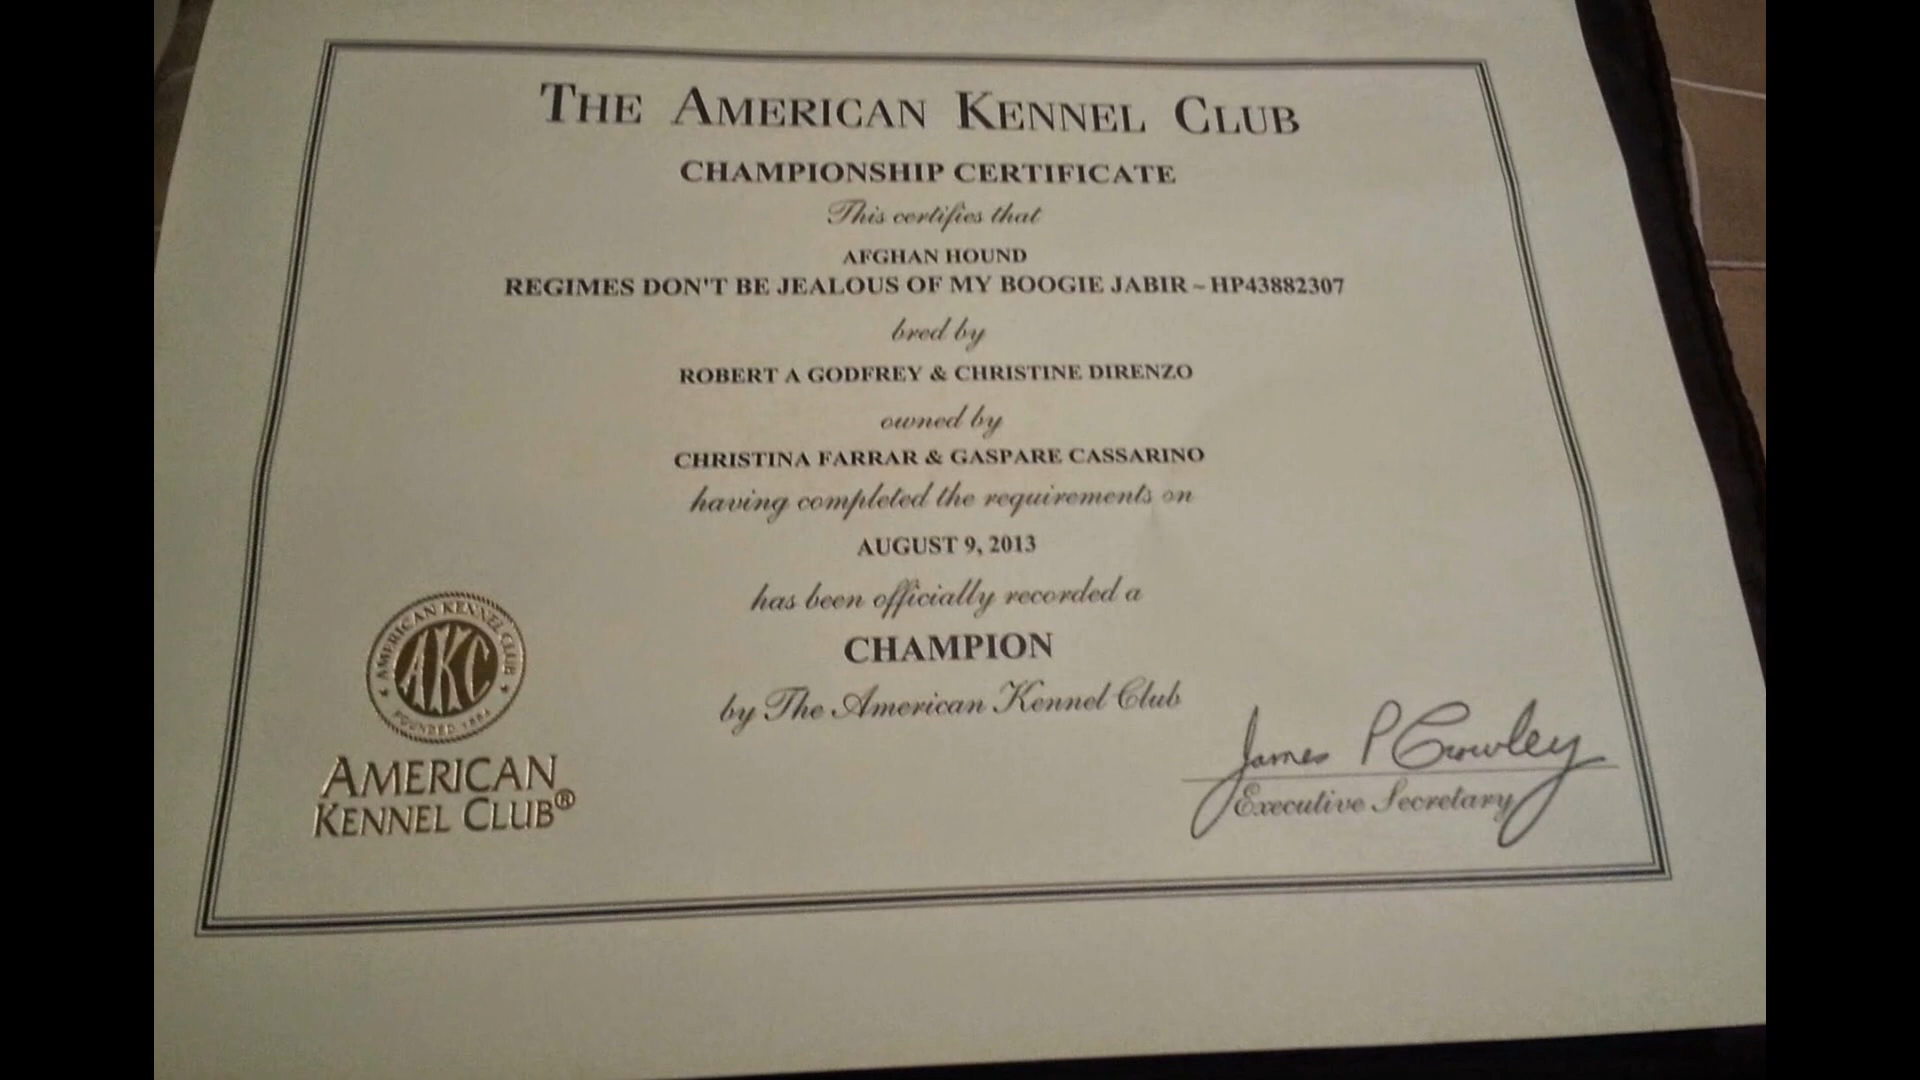 THE AMERICAN KENNEL CLUB
CHAMPIONSHIP CERTIFICATE
This certifies that
AFGHAN HOUND
REGIMES DON'T BE JEALOUS OF MY BOOGIE JABIR ~ HP43882307
bred by
ROBERT A GODFREY & CHRISTINE DIRENZO
owned by
CHRISTINA FARRAR & GASPARE CASSARINO
having completed the requirements on
AUGUST 9, 2013
has been officially recorded a
CHAMPION
by The American Kennel Club
AMERICAN KENNEL CLUB
AKC
FOUNDED 1884
AMERICAN
KENNEL CLUB®
James P Crowley
Executive Secretary